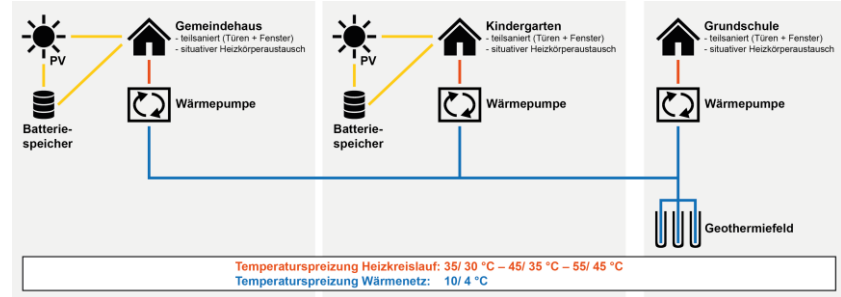 Gemeindehaus
- teilsaniert (Türen + Fenster)
- situativer Heizkörperaustausch
PV
Wärmepumpe
Batterie-
speicher
Kindergarten
- teilsaniert (Türen + Fenster)
- situativer Heizkörperaustausch
PV
Wärmepumpe
Batterie-
speicher
Grundschule
- teilsaniert (Türen + Fenster)
- situativer Heizkörperaustausch
Wärmepumpe
Geothermiefeld
Temperaturspreizung Heizkreislauf: 35/ 30 °C – 45/ 35 °C – 55/ 45 °C
Temperaturspreizung Wärmenetz: 10/ 4 °C